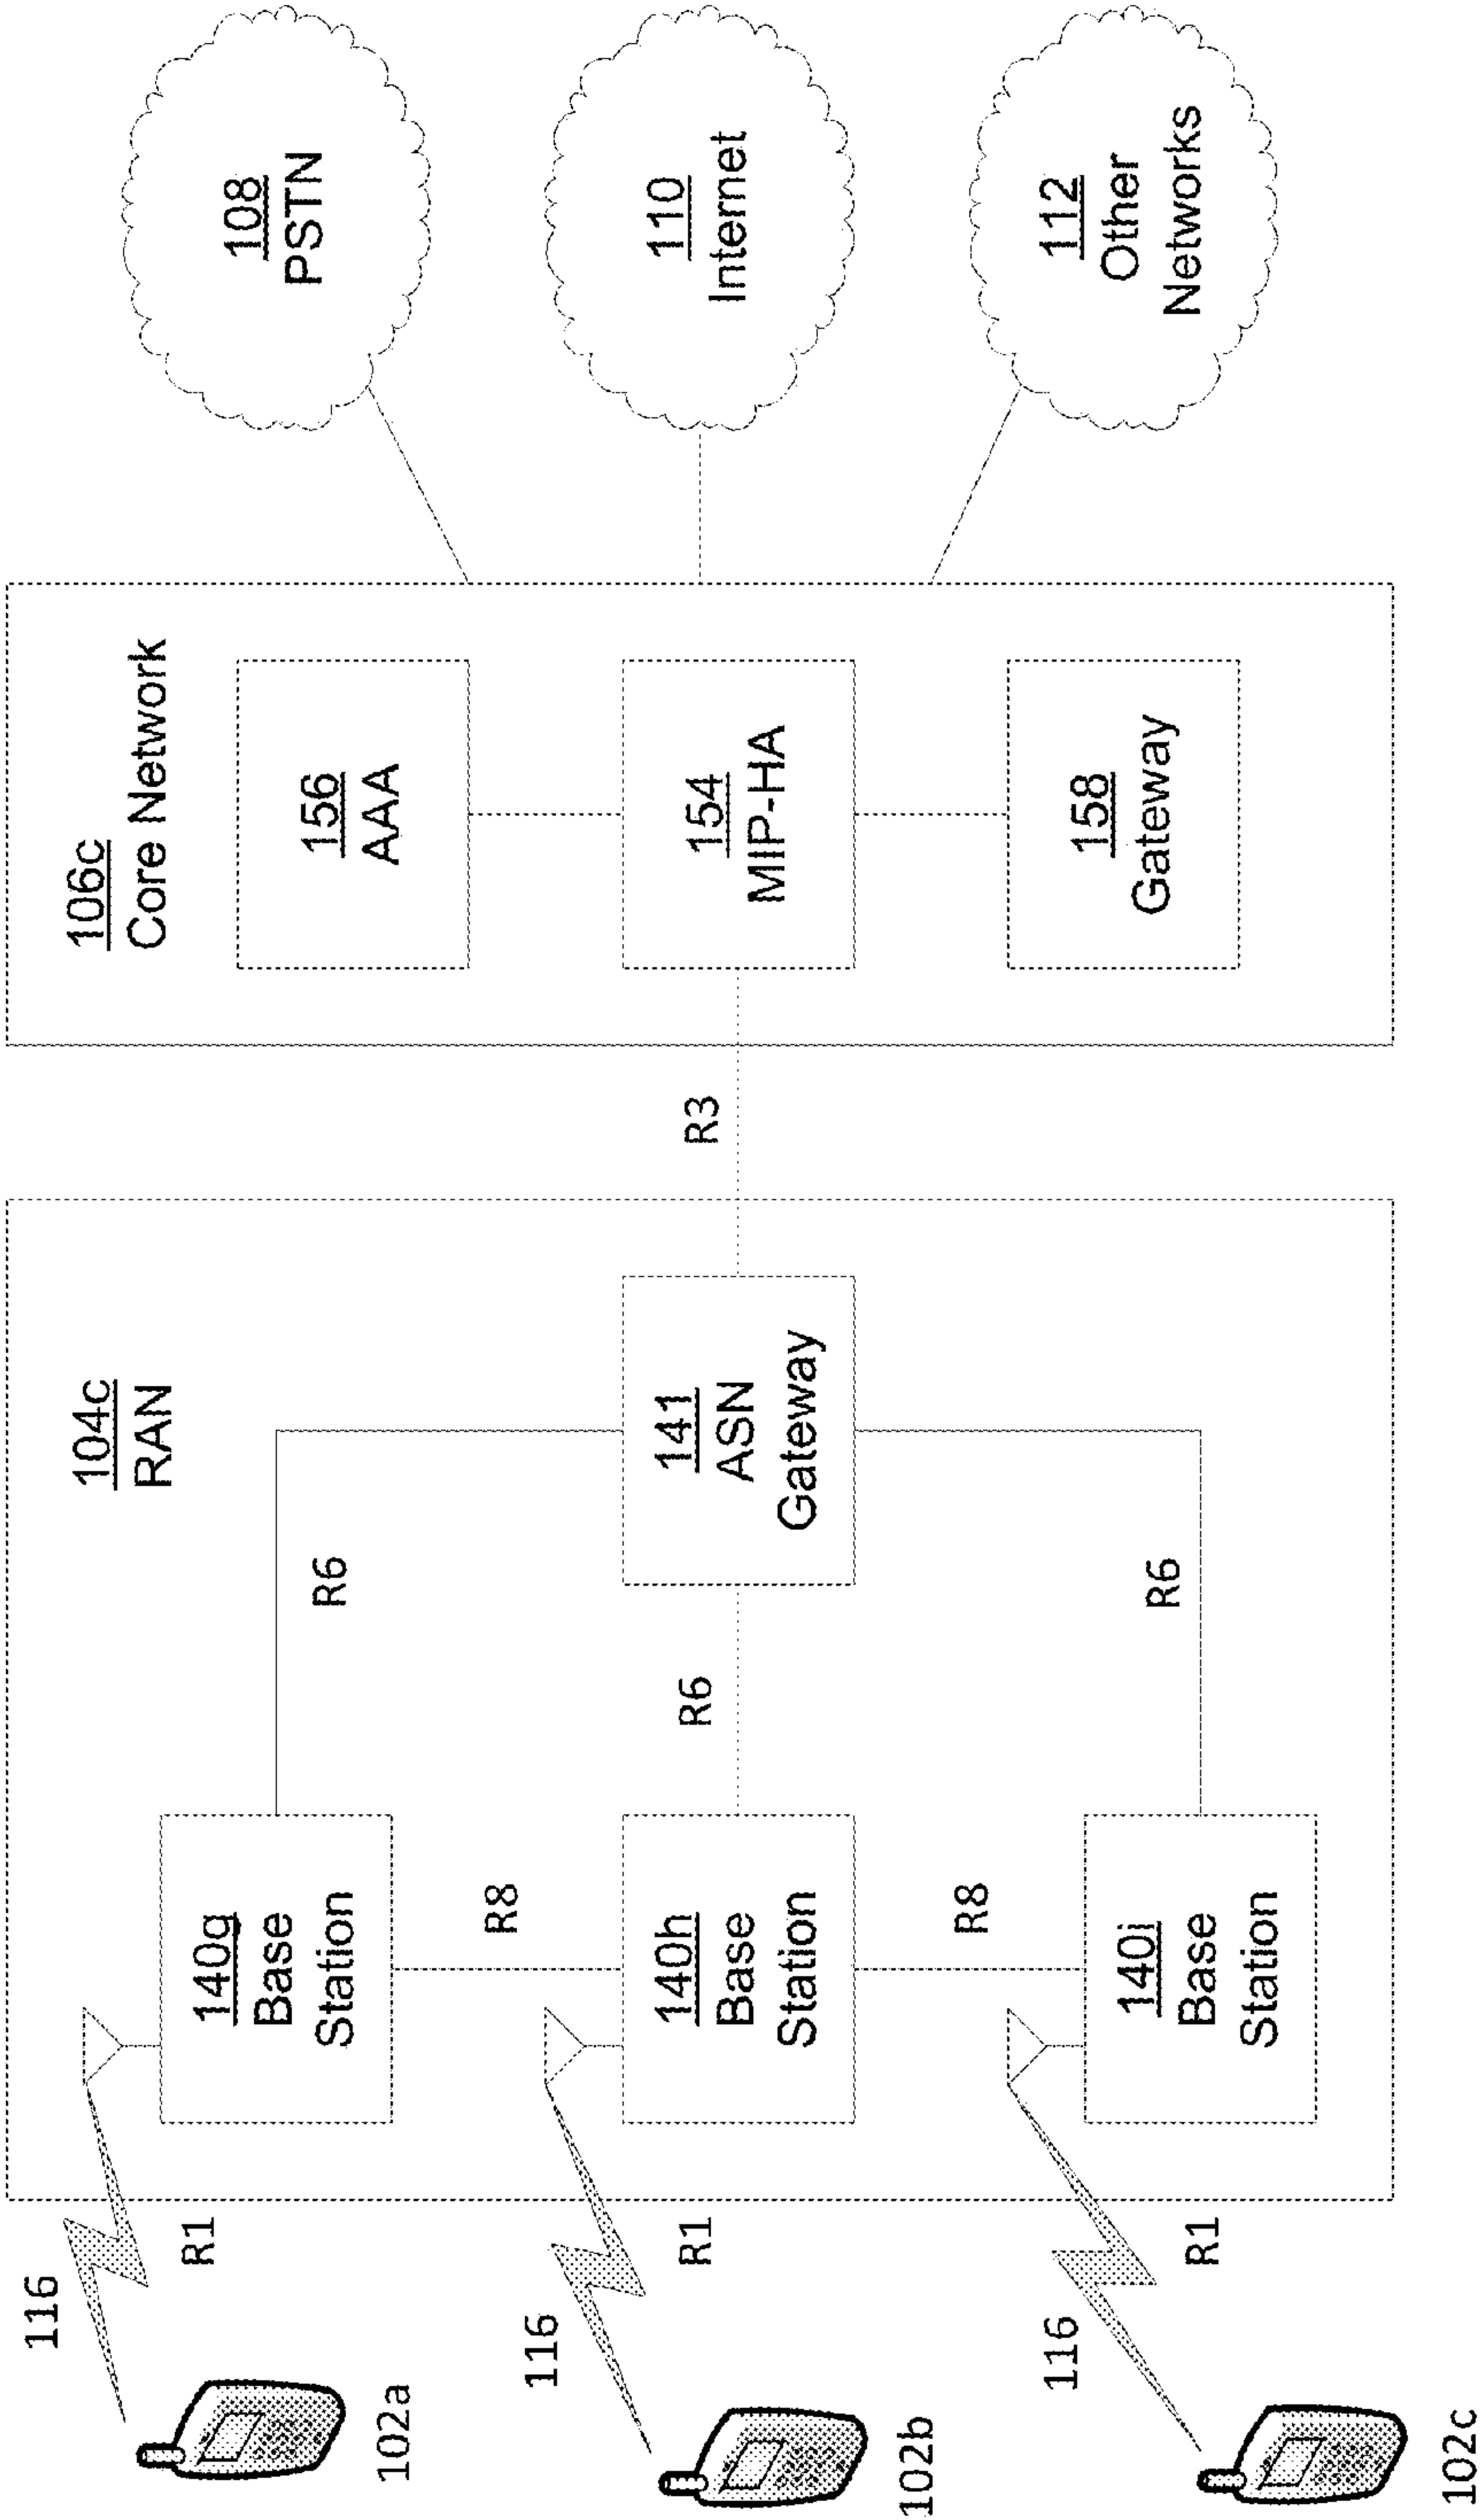 116
R1
102a
116
R1
102b
116
R1
102c
104c
RAN
140g
Base
Station
R8
140h
Base
Station
R8
140i
Base
Station
R6
R6
R6
141
ASN
Gateway
R3
106c
Core Network
156
AAA
154
MIP-HA
158
Gateway
108
PSTN
110
Internet
112
Other
Networks